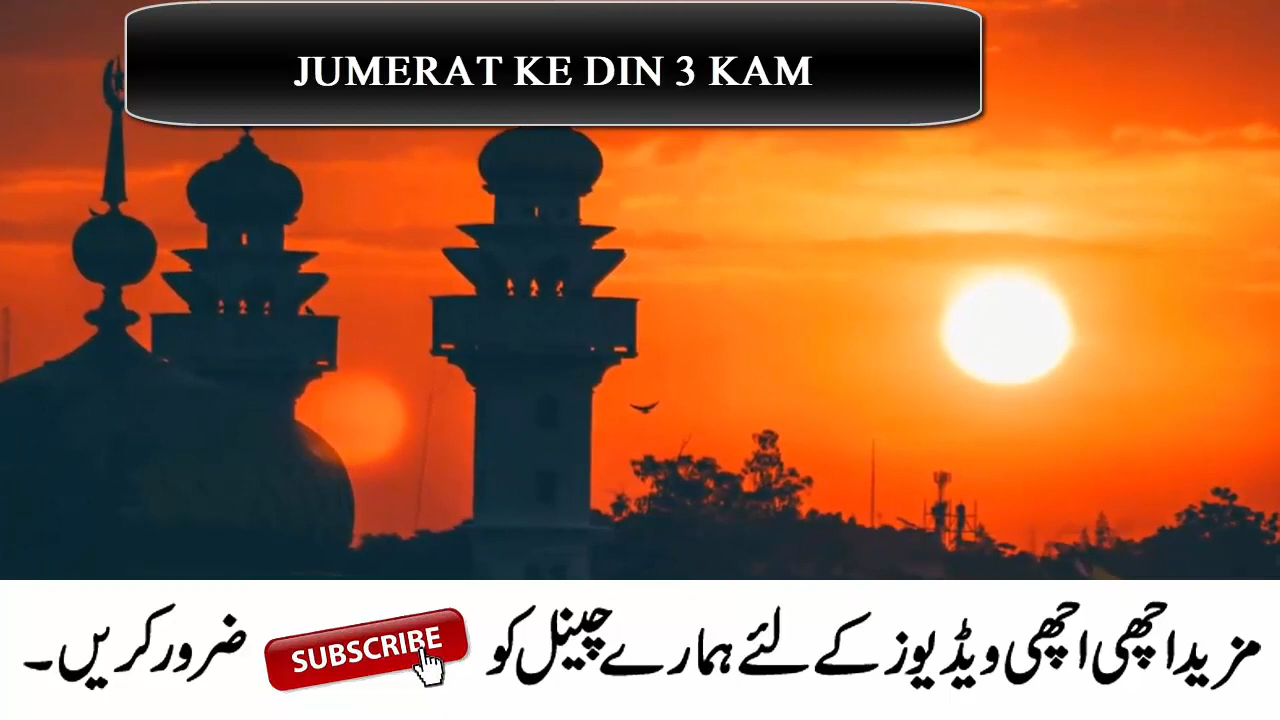 JUMERAT KE DIN 3 KAM
مزید اچھی اچھی ویڈیوز کے لئے ہمارے چینل کو SUBSCRIBE ضرور کریں۔